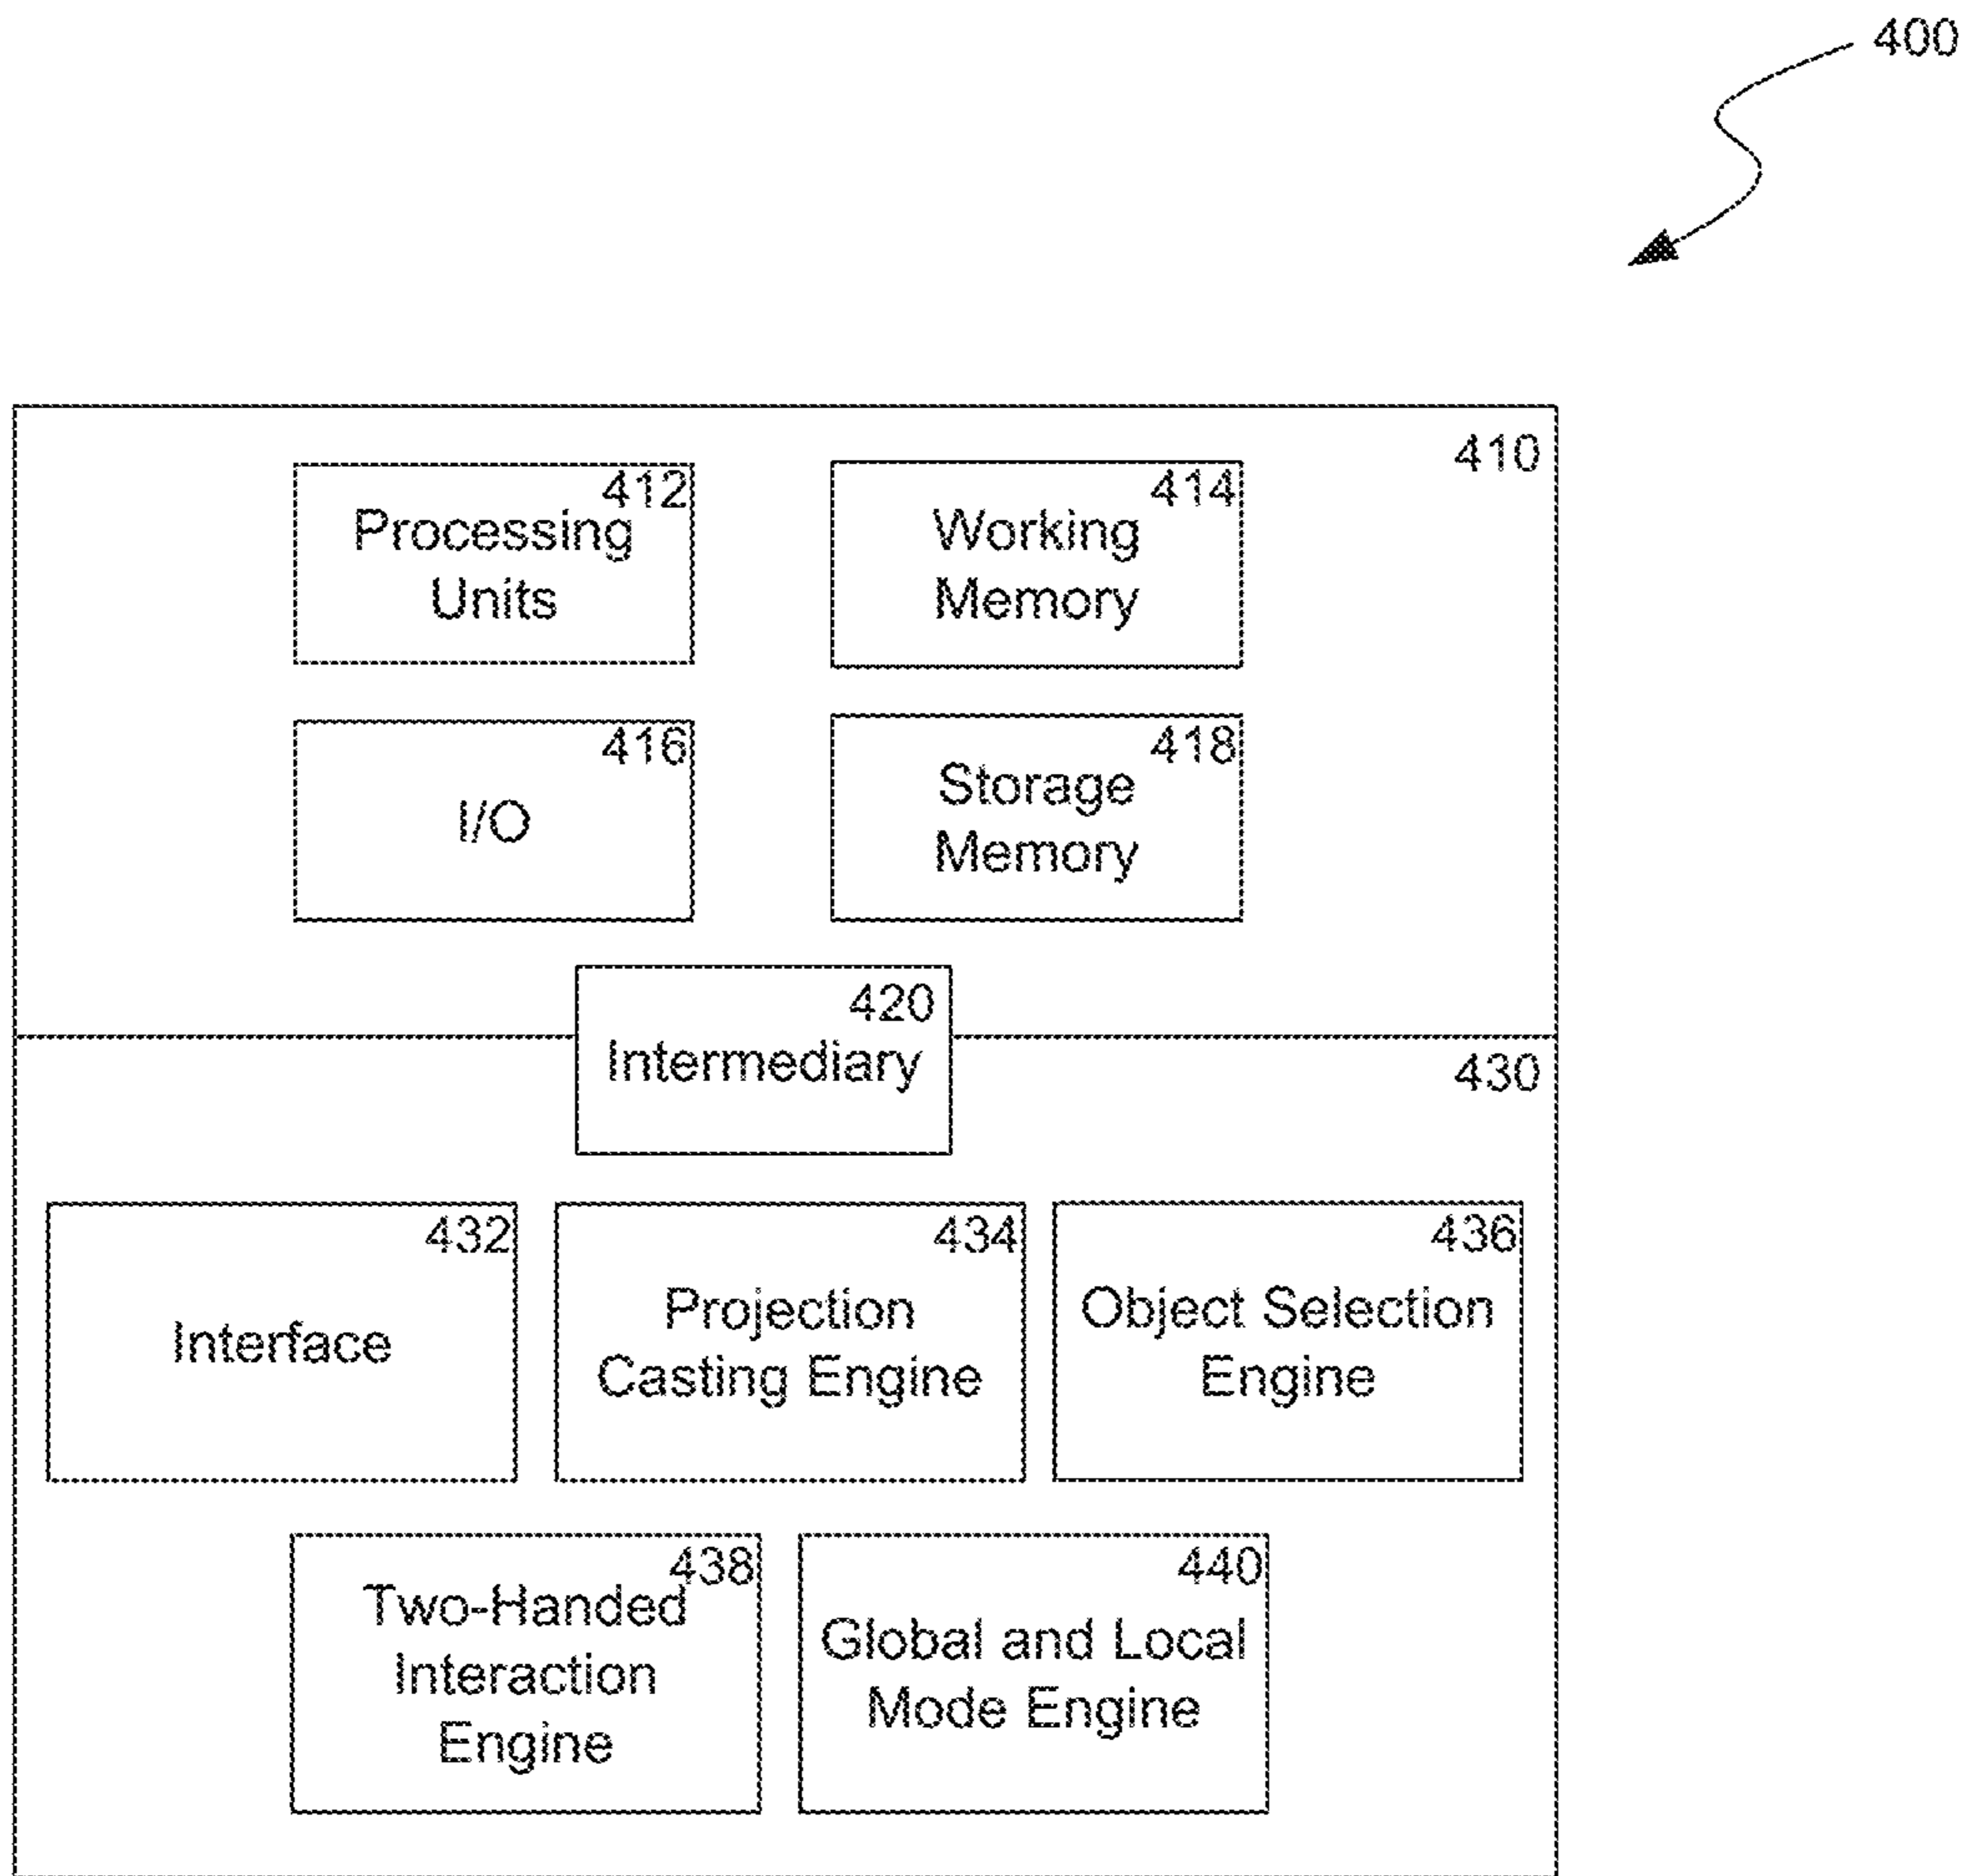 400
410
412
Processing
Units
414
Working
Memory
416
I/O
418
Storage
Memory
420
Intermediary
430
432
Interface
434
Projection
Casting Engine
436
Object Selection
Engine
438
Two-Handed
Interaction
Engine
440
Global and Local
Mode Engine